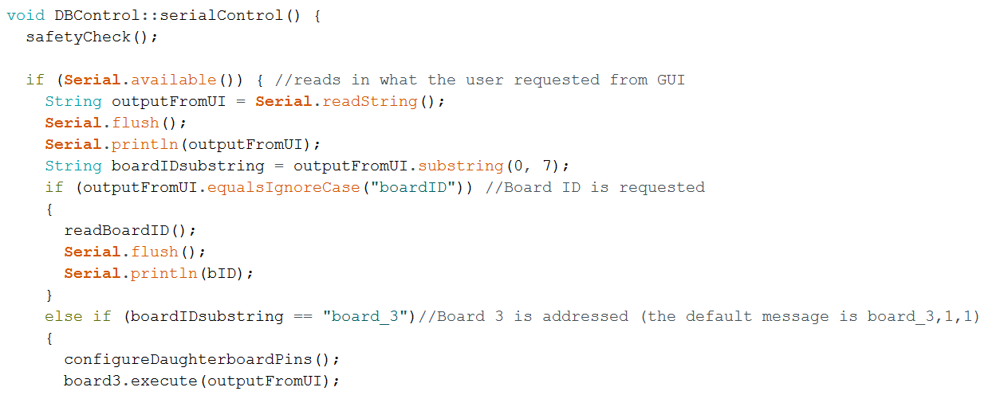 void DBControl::serialControl() {
  safetyCheck();

  if (Serial.available()) { //reads in what the user requested from GUI
    String outputFromUI = Serial.readString();
    Serial.flush();
    Serial.println(outputFromUI);
    String boardIDsubstring = outputFromUI.substring(0, 7);
    if (outputFromUI.equalsIgnoreCase("boardID")) //Board ID is requested
    {
      readBoardID();
      Serial.flush();
      Serial.println(bID);
    }
    else if (boardIDsubstring == "board_3")//Board 3 is addressed (the default message is board_3,1,1)
    {
      configureDaughterboardPins();
      board3.execute(outputFromUI);